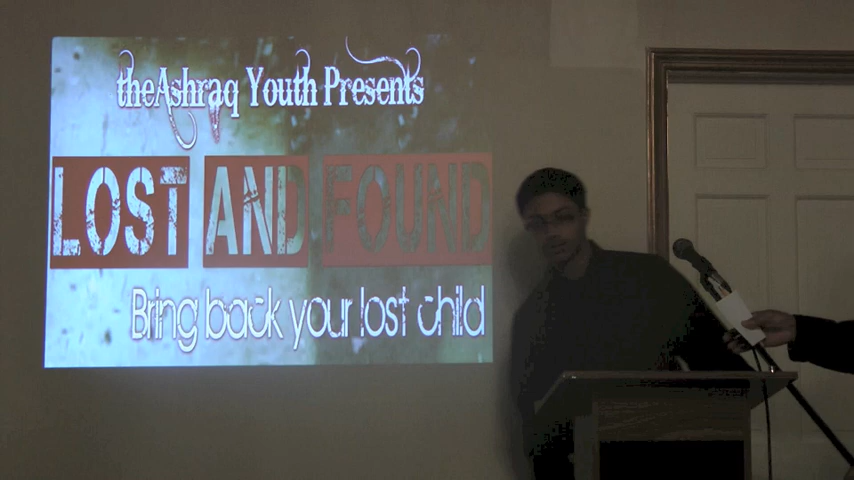 theAshraq Youth Presents
LOST AND FOUND
Bring back your lost child